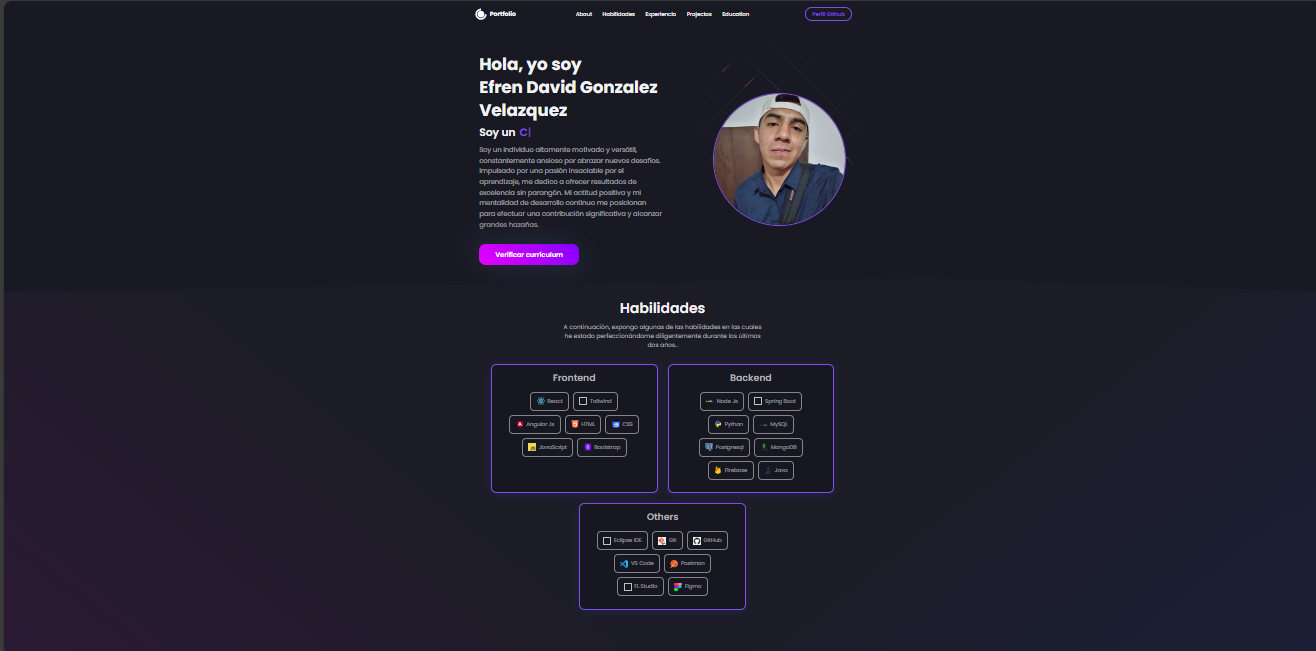 Portfolio
About Habilidades Experiencia Projectos Education
Perfil Github
Hola, yo soy
Efren David Gonzalez
Velazquez
Soy un C|
Soy un individuo altamente motivado y versátil,
constantemente ansioso por abrazar nuevos desafíos.
Impulsado por una pasión insaciable por el
aprendizaje, me dedico a ofrecer resultados de
excelencia sin parangón. Mi actitud positiva y mi
mentalidad de desarrollo continuo me posicionan
para efectuar una contribución significativa y alcanzar
grandes hazañas.
Verificar curriculum
Habilidades
A continuación, expongo algunas de las habilidades en las cuales
he estado perfeccionándome diligentemente durante los últimos
dos años..
Frontend
React Tailwind
Angular Js HTML CSS
JavaScript Bootstrap
Backend
Node Js Spring Boot
Python MySQL
Postgresql MongoDB
Firebase Java
Others
Eclipse IDE Git GitHub
VS Code Postman
FL Studio Figma